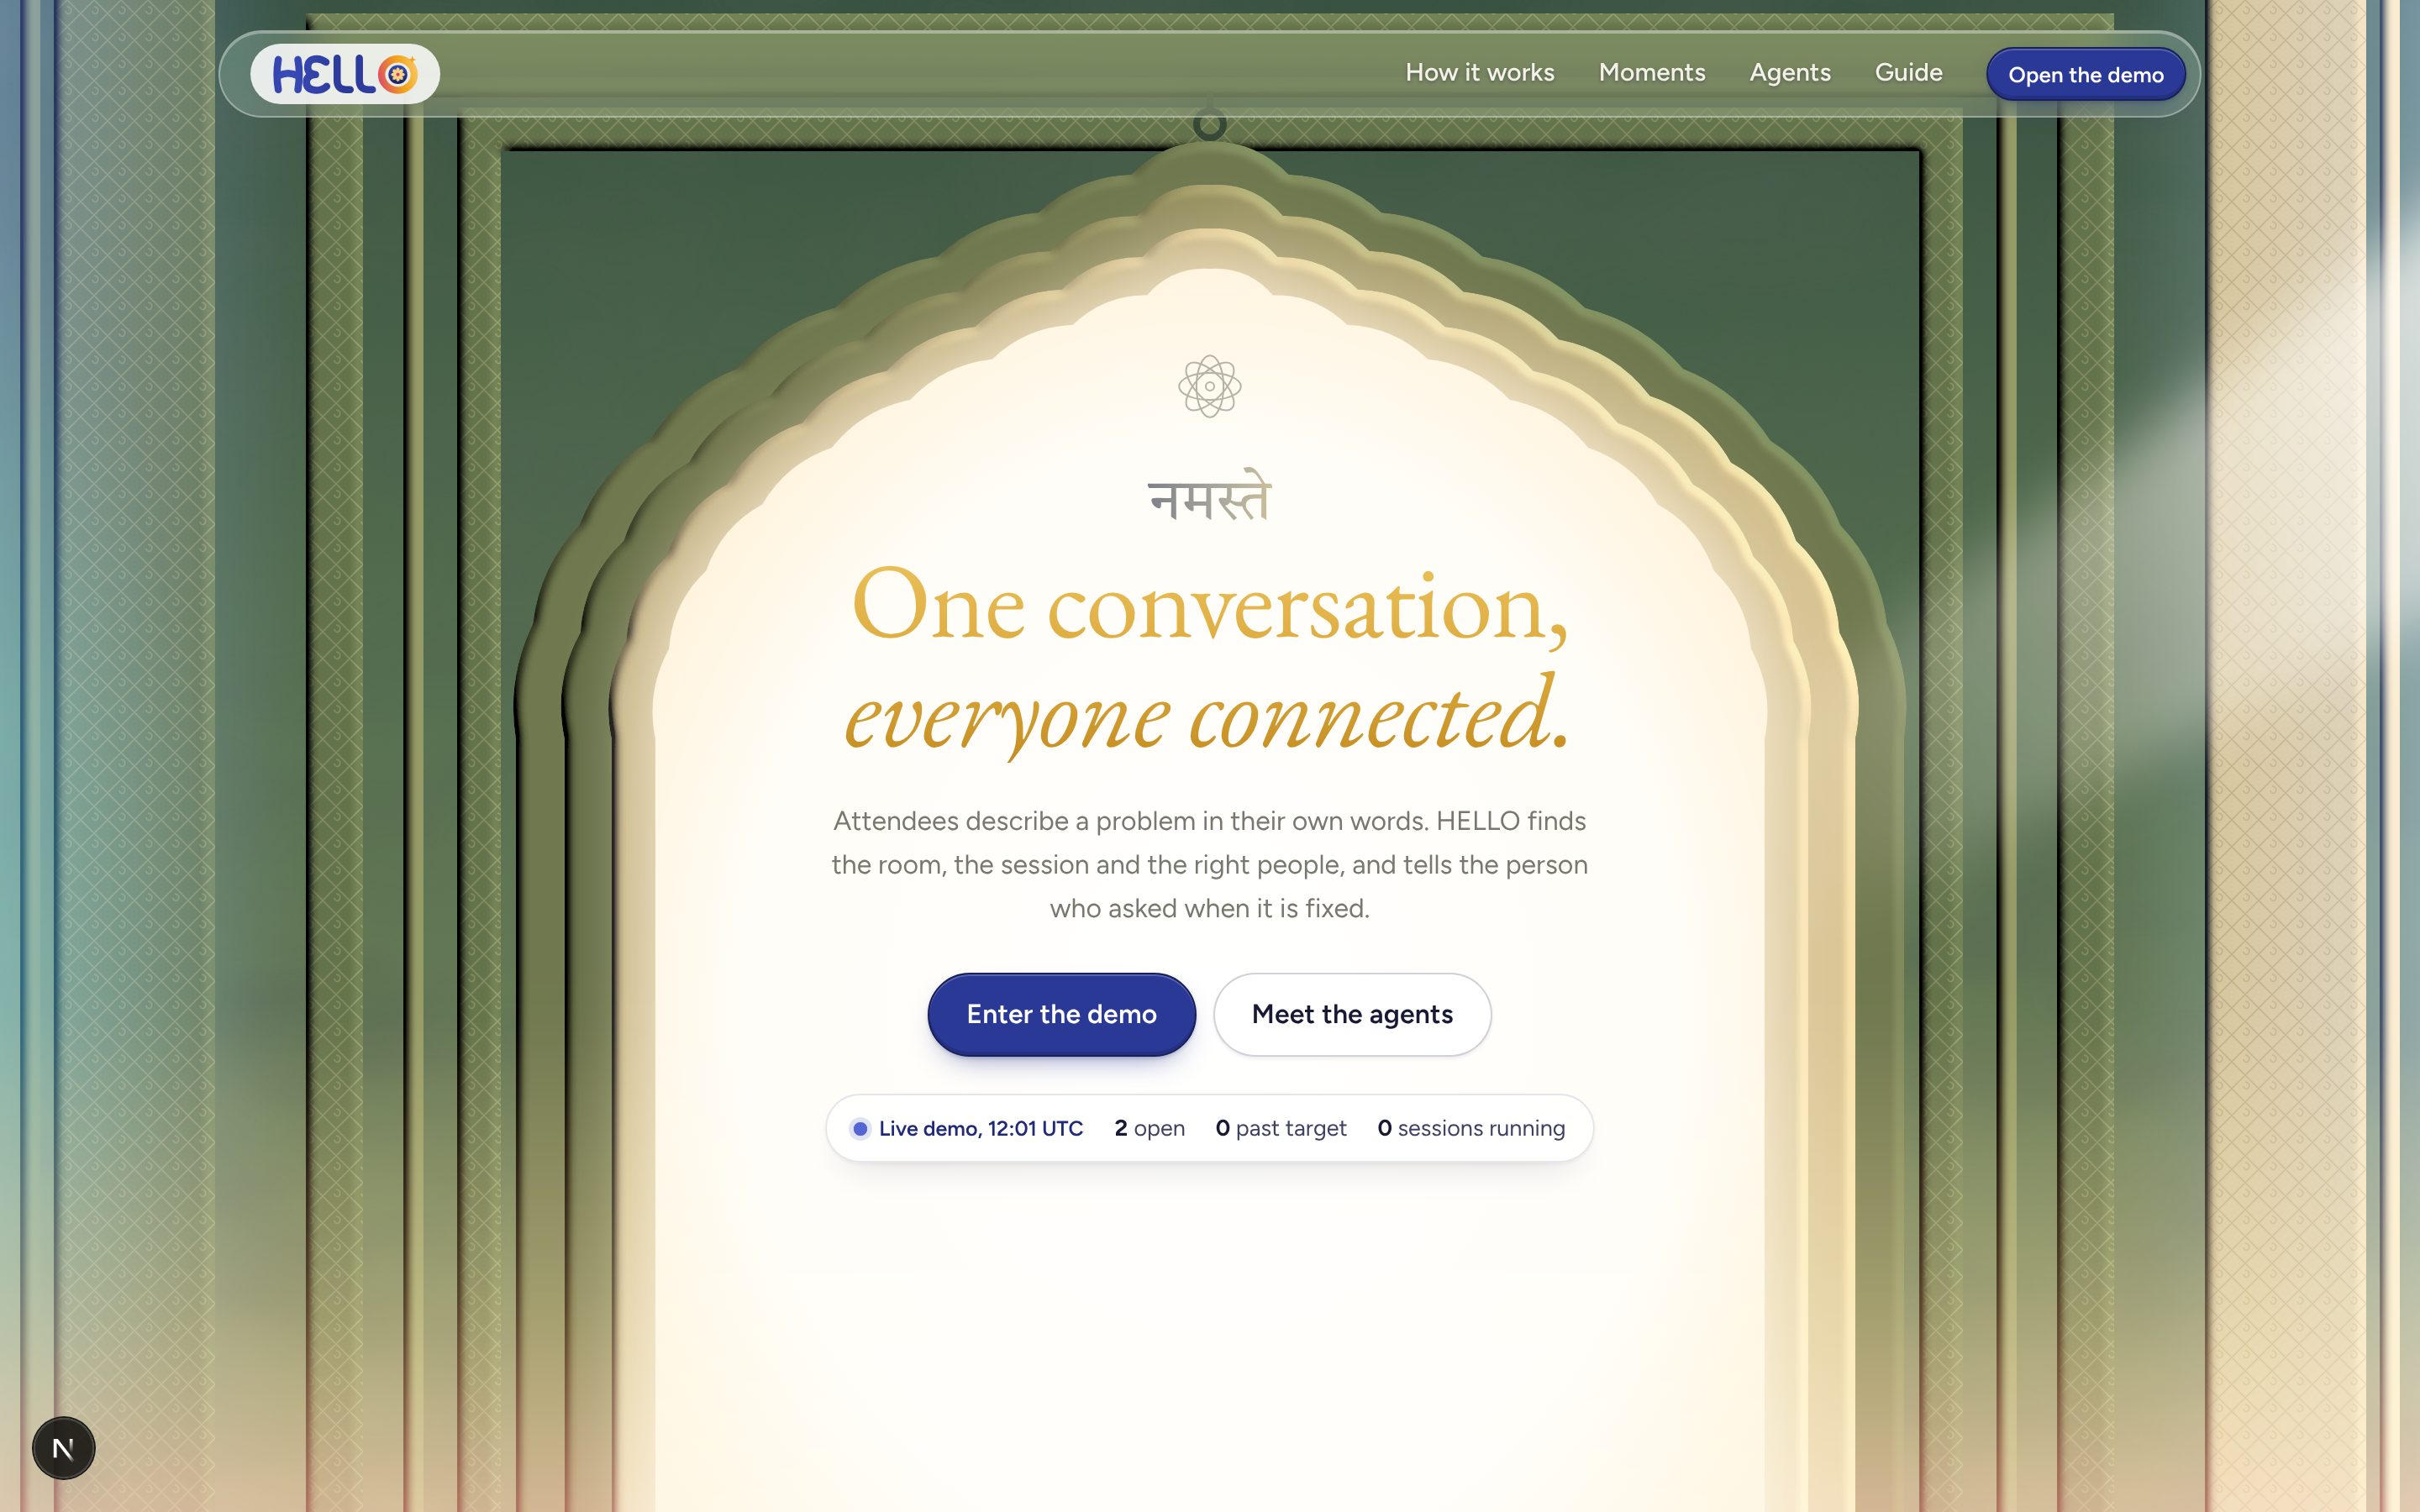 HELLO
How it works
Moments
Agents
Guide
Open the demo
नमस्ते
One conversation,
everyone connected.
Attendees describe a problem in their own words. HELLO finds
the room, the session and the right people, and tells the person
who asked when it is fixed.
Enter the demo
Meet the agents
Live demo, 12:01 UTC 2 open 0 past target 0 sessions running
N